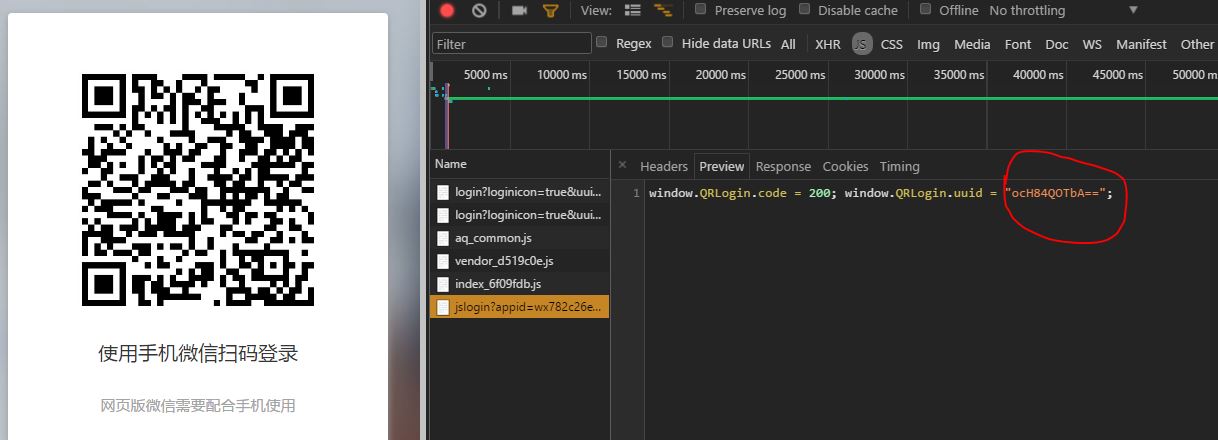 使用手机微信扫码登录
网页版微信需要配合手机使用
View: Preserve log Disable cache Offline No throttling
Filter Regex Hide data URLs All XHR JS CSS Img Media Font Doc WS Manifest Other
5000 ms 10000 ms 15000 ms 20000 ms 25000 ms 30000 ms 35000 ms 40000 ms 45000 ms 50000
Name
login?loginicon=true&uui...
login?loginicon=true&uui...
aq_common.js
vendor_d519c0e.js
index_6f09fdb.js
jslogin?appid=wx782c26e...
× Headers Preview Response Cookies Timing
1 window.QRLogin.code = 200; window.QRLogin.uuid = "ocH84QOTbA==";